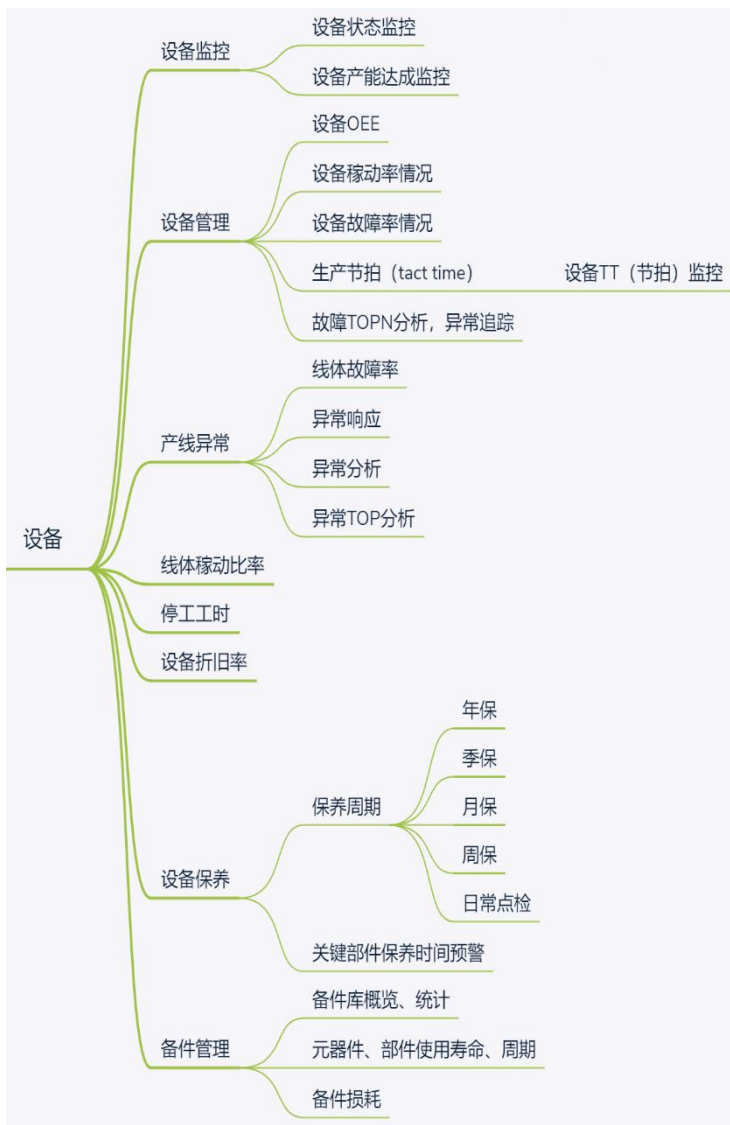 设备
设备监控
设备状态监控
设备产能达成监控
设备管理
设备OEE
设备稼动率情况
设备故障率情况
生产节拍（tact time）
设备TT（节拍）监控
故障TOPN分析，异常追踪
产线异常
线体故障率
异常响应
异常分析
异常TOP分析
线体稼动比率
停工工时
设备折旧率
设备保养
保养周期
年保
季保
月保
周保
日常点检
关键部件保养时间预警
备件管理
备件库概览、统计
元器件、部件使用寿命、周期
备件损耗